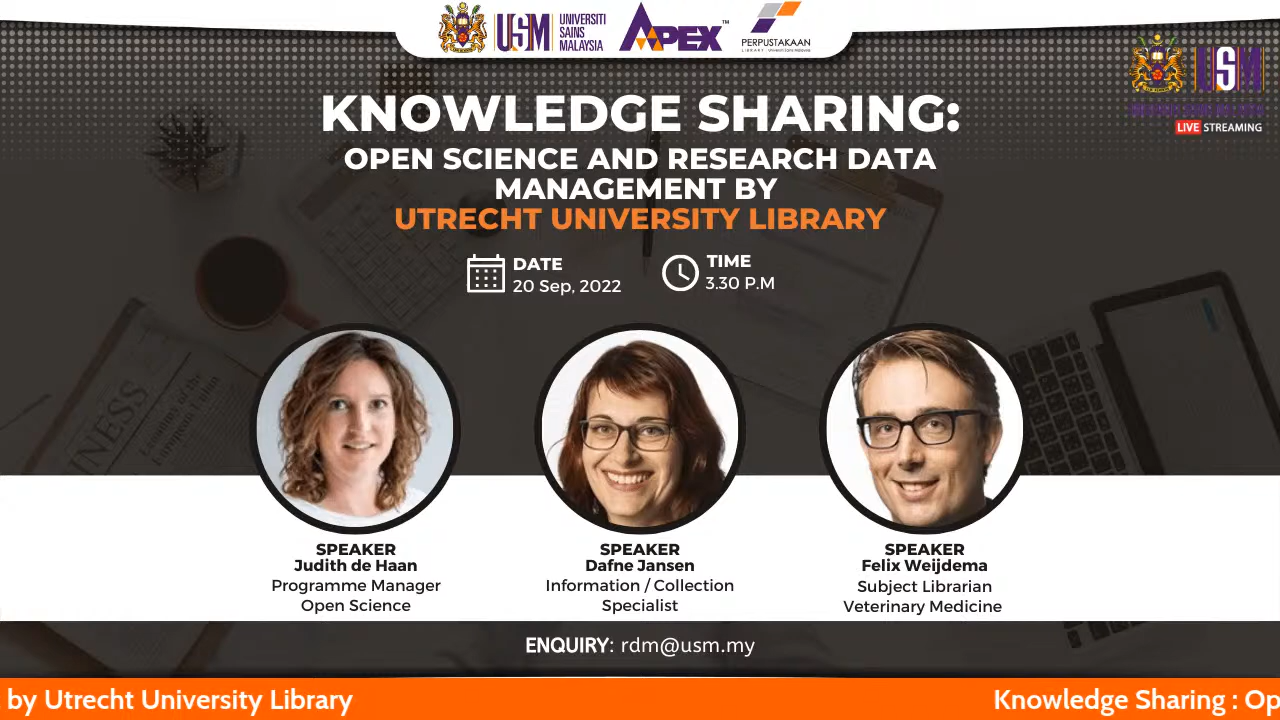 USM UNIVERSITI
SAINS
MALAYSIA
APEX™
PERPUSTAKAAN
USM
LIVE STREAMING
KNOWLEDGE SHARING:
OPEN SCIENCE AND RESEARCH DATA
MANAGEMENT BY
UTRECHT UNIVERSITY LIBRARY
DATE
20 Sep, 2022
TIME
3.30 P.M
SPEAKER
Judith de Haan
Programme Manager
Open Science
SPEAKER
Dafne Jansen
Information / Collection
Specialist
SPEAKER
Felix Weijdema
Subject Librarian
Veterinary Medicine
ENQUIRY: rdm@usm.my
by Utrecht University Library
Knowledge Sharing : Op